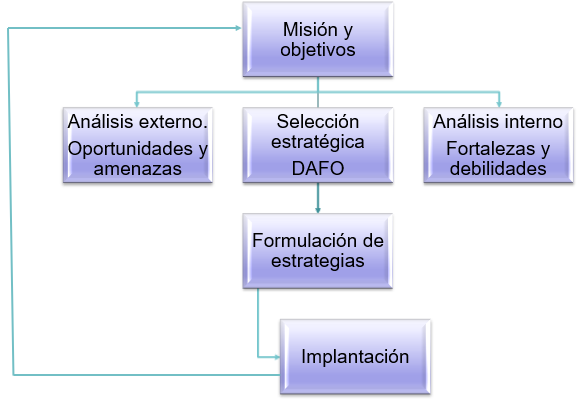 Misión y
objetivos
Análisis externo.
Oportunidades y
amenazas
Selección
estratégica
DAFO
Análisis interno
Fortalezas y
debilidades
Formulación de
estrategias
Implantación